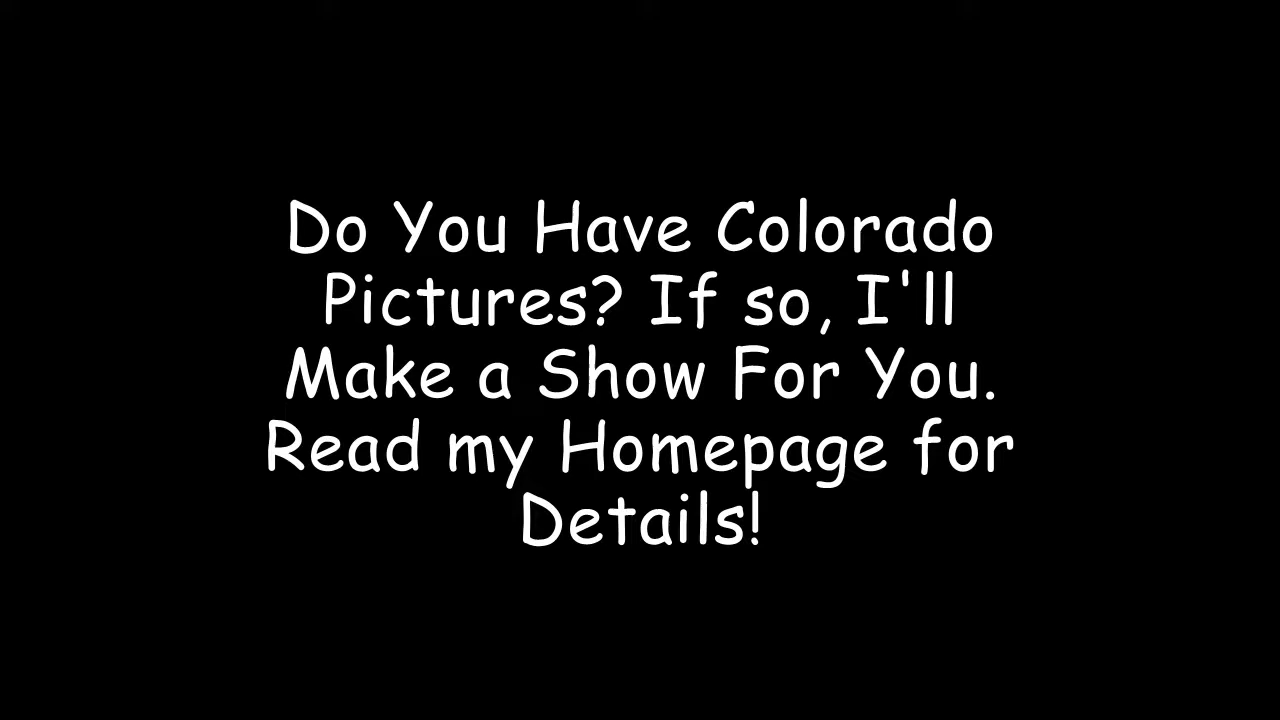 Do You Have Colorado
Pictures? If so, I'll
Make a Show For You.
Read my Homepage for
Details!